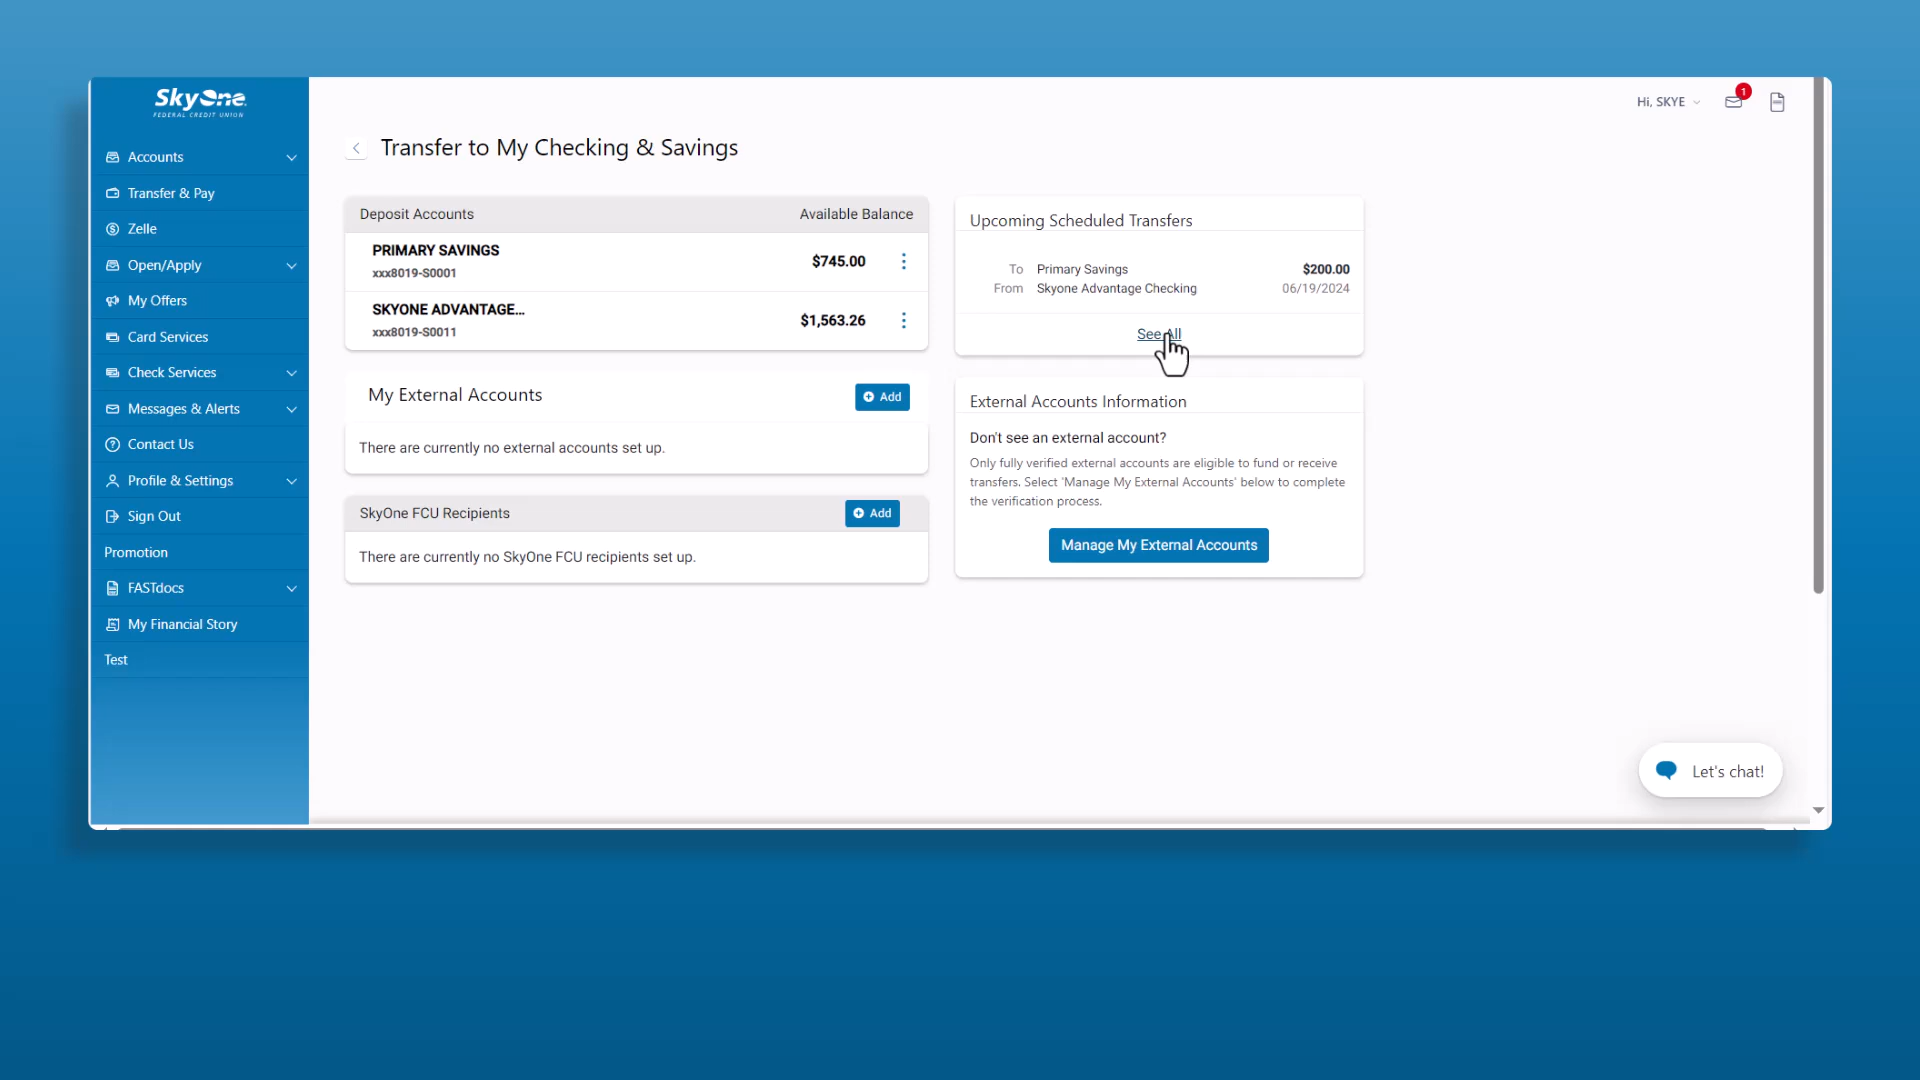 SkyOne.
FEDERAL CREDIT UNION
Accounts
Transfer & Pay
Zelle
Open/Apply
My Offers
Card Services
Check Services
Messages & Alerts
Contact Us
Profile & Settings
Sign Out
Promotion
FASTdocs
My Financial Story
Test
Hi, SKYE
1
Transfer to My Checking & Savings
Deposit Accounts Available Balance
PRIMARY SAVINGS
xxx8019-S0001
$745.00
SKYONE ADVANTAGE...
xxx8019-S0011
$1,563.26
My External Accounts
Add
There are currently no external accounts set up.
SkyOne FCU Recipients
Add
There are currently no SkyOne FCU recipients set up.
Upcoming Scheduled Transfers
To Primary Savings $200.00
From Skyone Advantage Checking 06/19/2024
See All
External Accounts Information
Don't see an external account?
Only fully verified external accounts are eligible to fund or receive
transfers. Select 'Manage My External Accounts' below to complete
the verification process.
Manage My External Accounts
Let's chat!